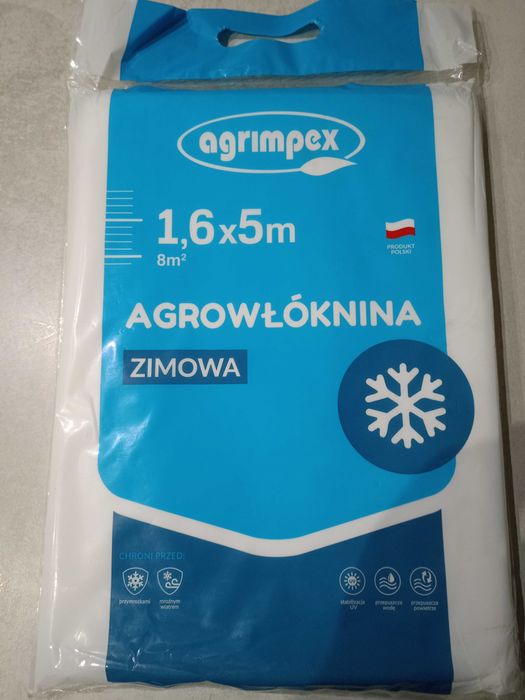 agrimpex
1,6x5m
8m²
PRODUKT
POLSKI
AGROWŁÓKNINA
ZIMOWA
CHRONI PRZED:
przymrozkami
mroźnym
wiatrem
stabilizacja
UV
przepuszcza
wodę
przepuszcza
powietrze